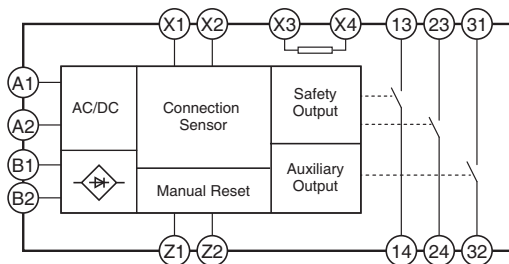 X1 X2 X3 X4 13 23 31
A1
A2
B1
B2
AC/DC
Connection
Sensor
Manual Reset
Safety
Output
Auxiliary
Output
Z1 Z2 14 24 32